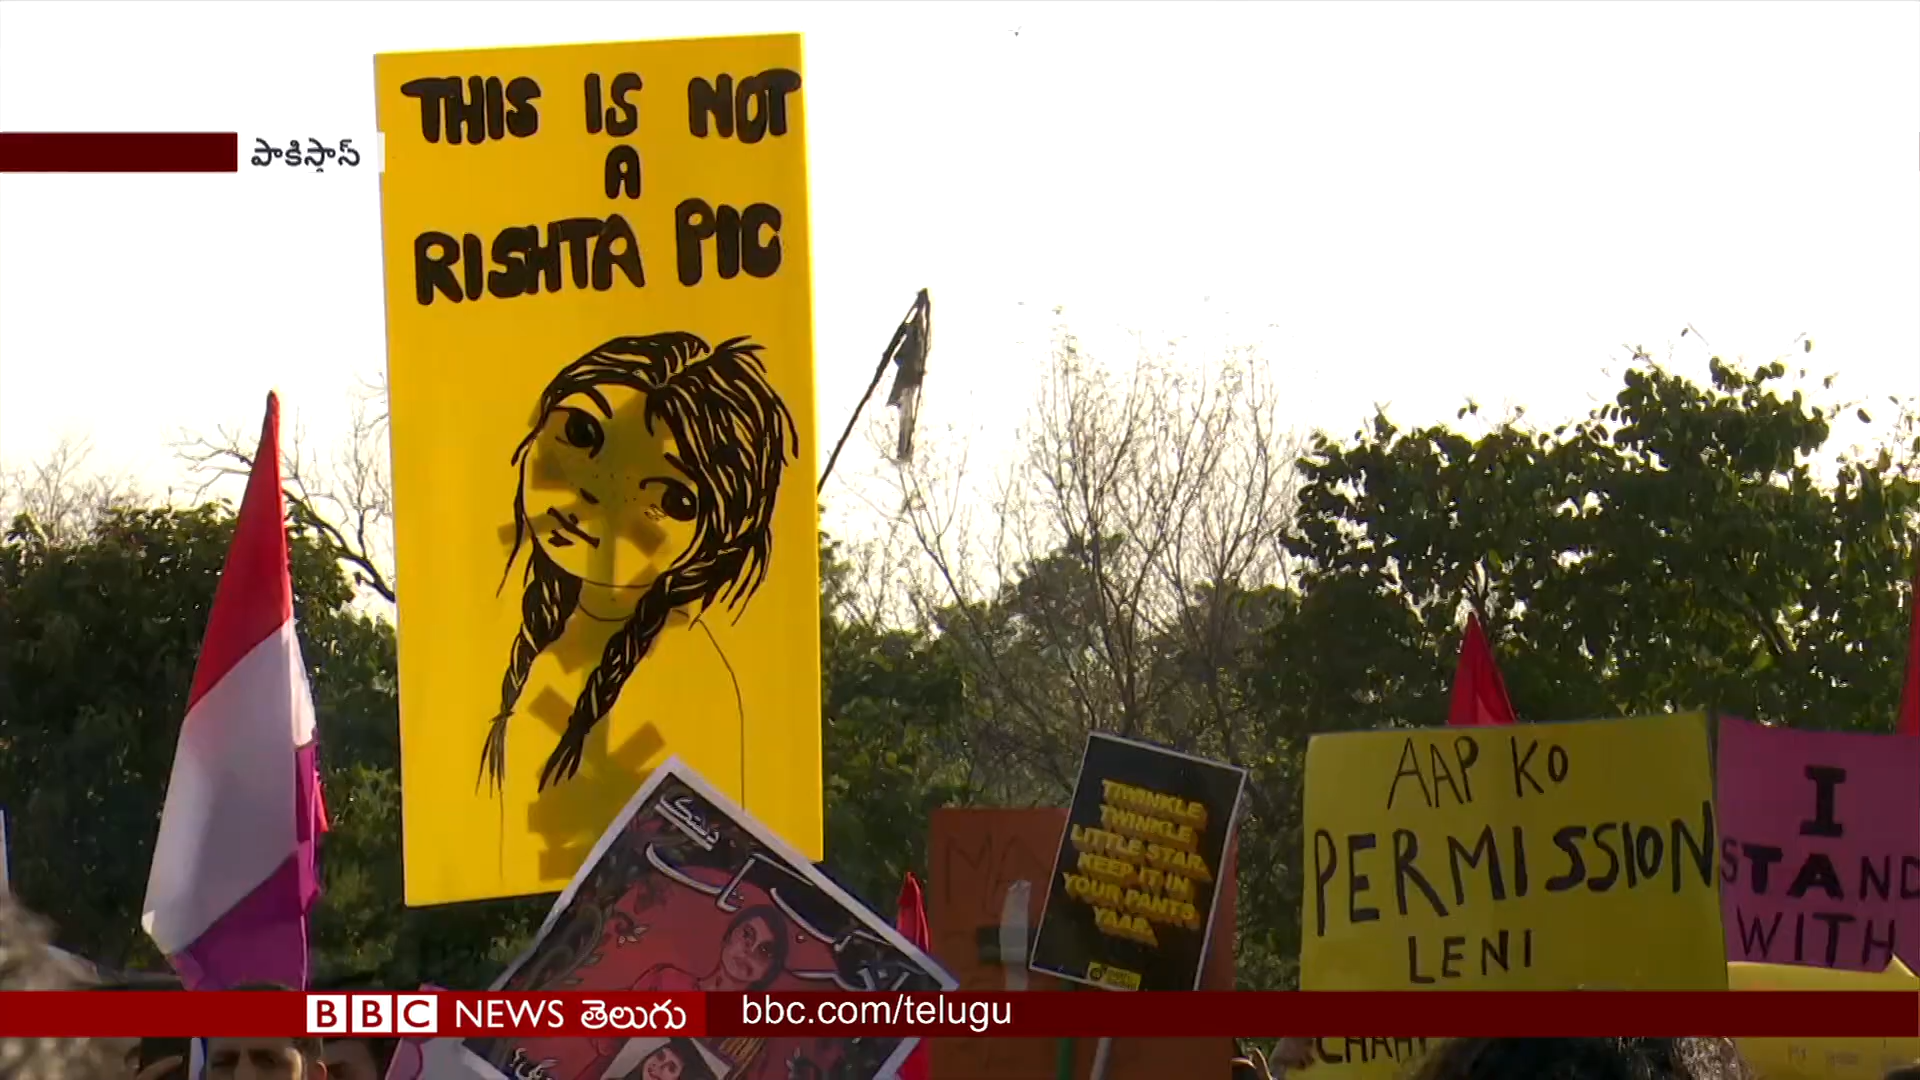 THIS IS NOT
A
RISHTA PIC
పాకిస్తాన్
TWINKLE
TWINKLE
LITTLE STAR
KEEP IT IN
YOUR PANTS
YAAR
AAP KO
PERMISSION
LENI
I
STAND
WITH
BBC NEWS తెలుగు
bbc.com/telugu